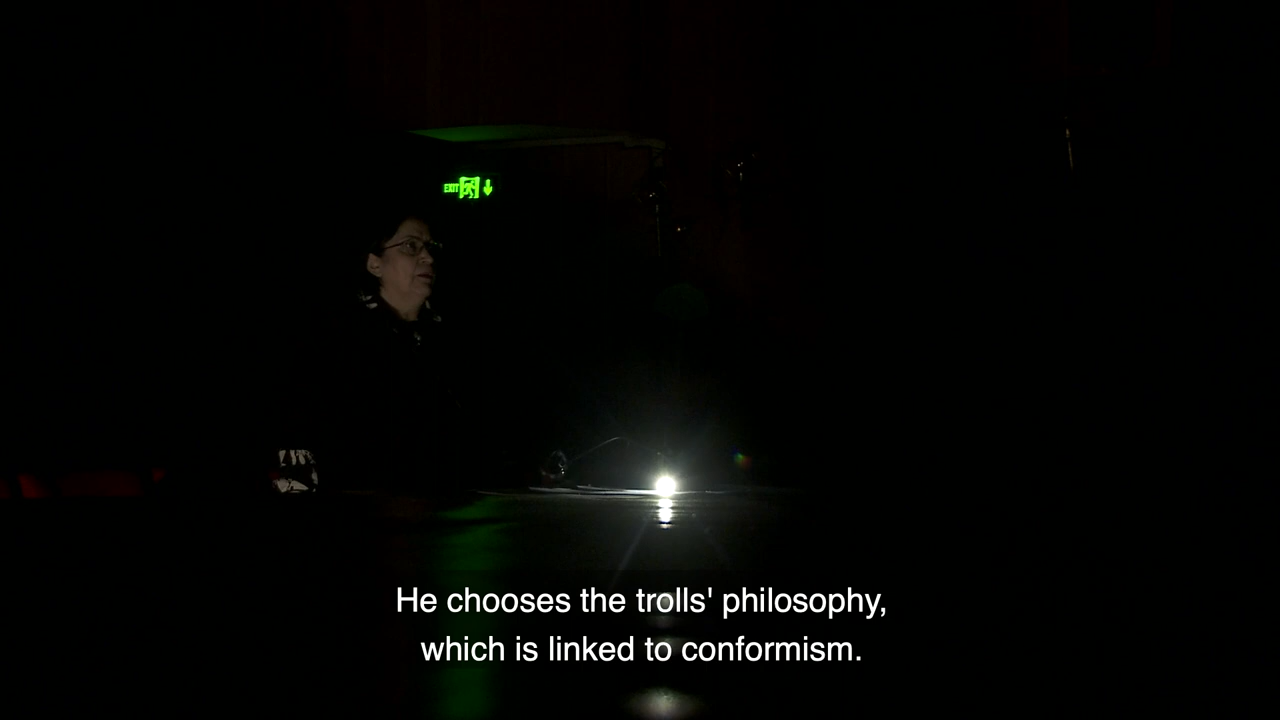 EXIT
He chooses the trolls' philosophy,
which is linked to conformism.